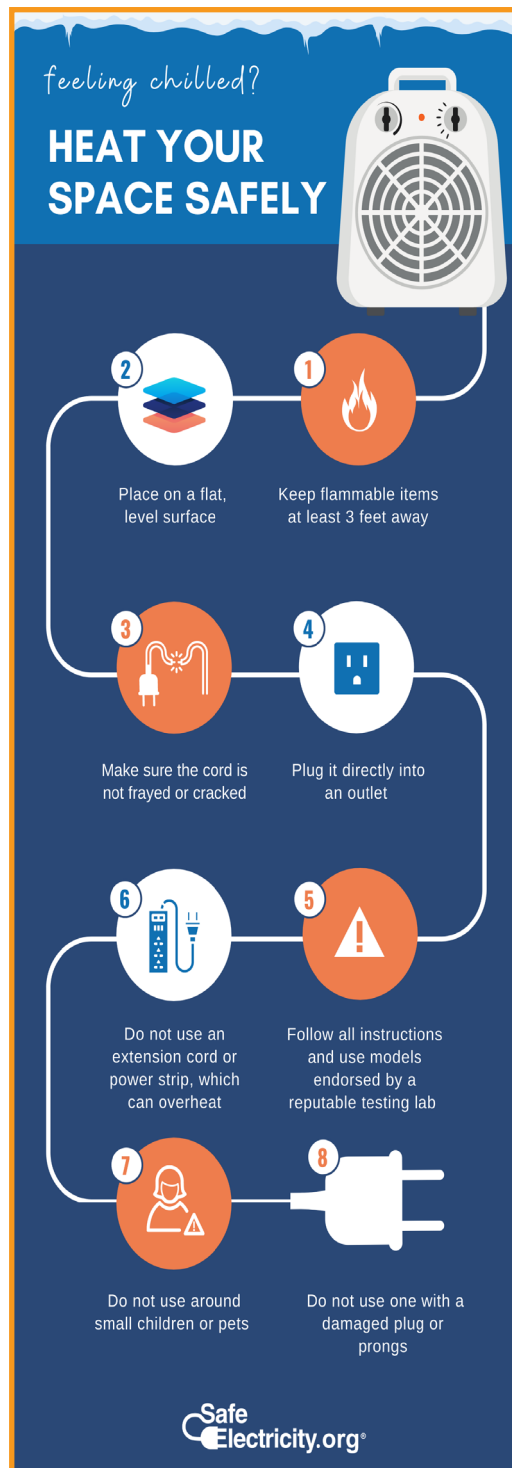 feeling chilled?
HEAT YOUR
SPACE SAFELY
1
Keep flammable items
at least 3 feet away
2
Place on a flat,
level surface
3
Make sure the cord is
not frayed or cracked
4
Plug it directly into
an outlet
5
Follow all instructions
and use models
endorsed by a
reputable testing lab
6
Do not use an
extension cord or
power strip, which
can overheat
7
Do not use around
small children or pets
8
Do not use one with a
damaged plug or
prongs
Safe
Electricity.org®